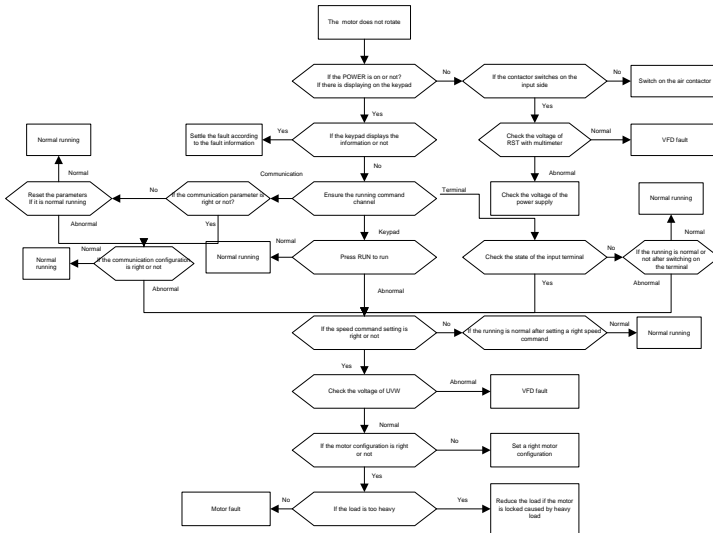 The motor does not rotate
If the POWER is on or not?
If there is displaying on the keypad
No
If the contactor switches on the
input side
No
Switch on the air contactor
Yes
Yes
Normal running
Settle the fault according
to the fault information
Yes
If the keypad displays the
information or not
Check the voltage of
RST with multimeter
Normal
VFD fault
Normal
No
Abnormal
Communication
Reset the parameters
If it is normal running
No
If the communication parameter is
right or not?
Ensure the running command
channel
Terminal
Check the voltage of the
power supply
Normal running
Abnormal
Yes
Keypad
Normal
Normal
running
Normal
If the communication configuration
is right or not
Normal running
Normal
Press RUN to run
Check the state of the input terminal
No
If the running is normal or
not after switching on
the terminal
Abnormal
Abnormal
Yes
Abnormal
If the speed command setting is
right or not
No
If the running is normal after setting a right speed
command
Normal
Normal running
Yes
Check the voltage of UVW
Abnormal
VFD fault
Normal
If the motor configuration is right
or not
No
Set a right motor
configuration
Yes
Motor fault
No
If the load is too heavy
Yes
Reduce the load if the motor
is locked caused by heavy
load